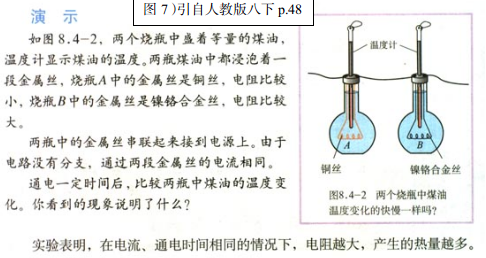 图 7 )引自人教版八下 p.48
演 示
如图 8.4-2，两个烧瓶中盛着等量的煤油，
温度计显示煤油的温度。两瓶煤油中都浸泡着一
段金属丝，烧瓶A中的金属丝是铜丝，电阻比较
小，烧瓶B中的金属丝是镍铬合金丝，电阻比较
大。
两瓶中的金属丝串联起来接到电源上。由于
电路没有分支，通过两段金属丝的电流相同。
通电一定时间后，比较两瓶中煤油的温度变
化。你看到的现象说明了什么？
温度计
A
B
铜丝
镍铬合金丝
图8.4-2 两个烧瓶中煤油
温度变化的快慢一样吗？
实验表明，在电流、通电时间相同的情况下，电阻越大，产生的热量越多。